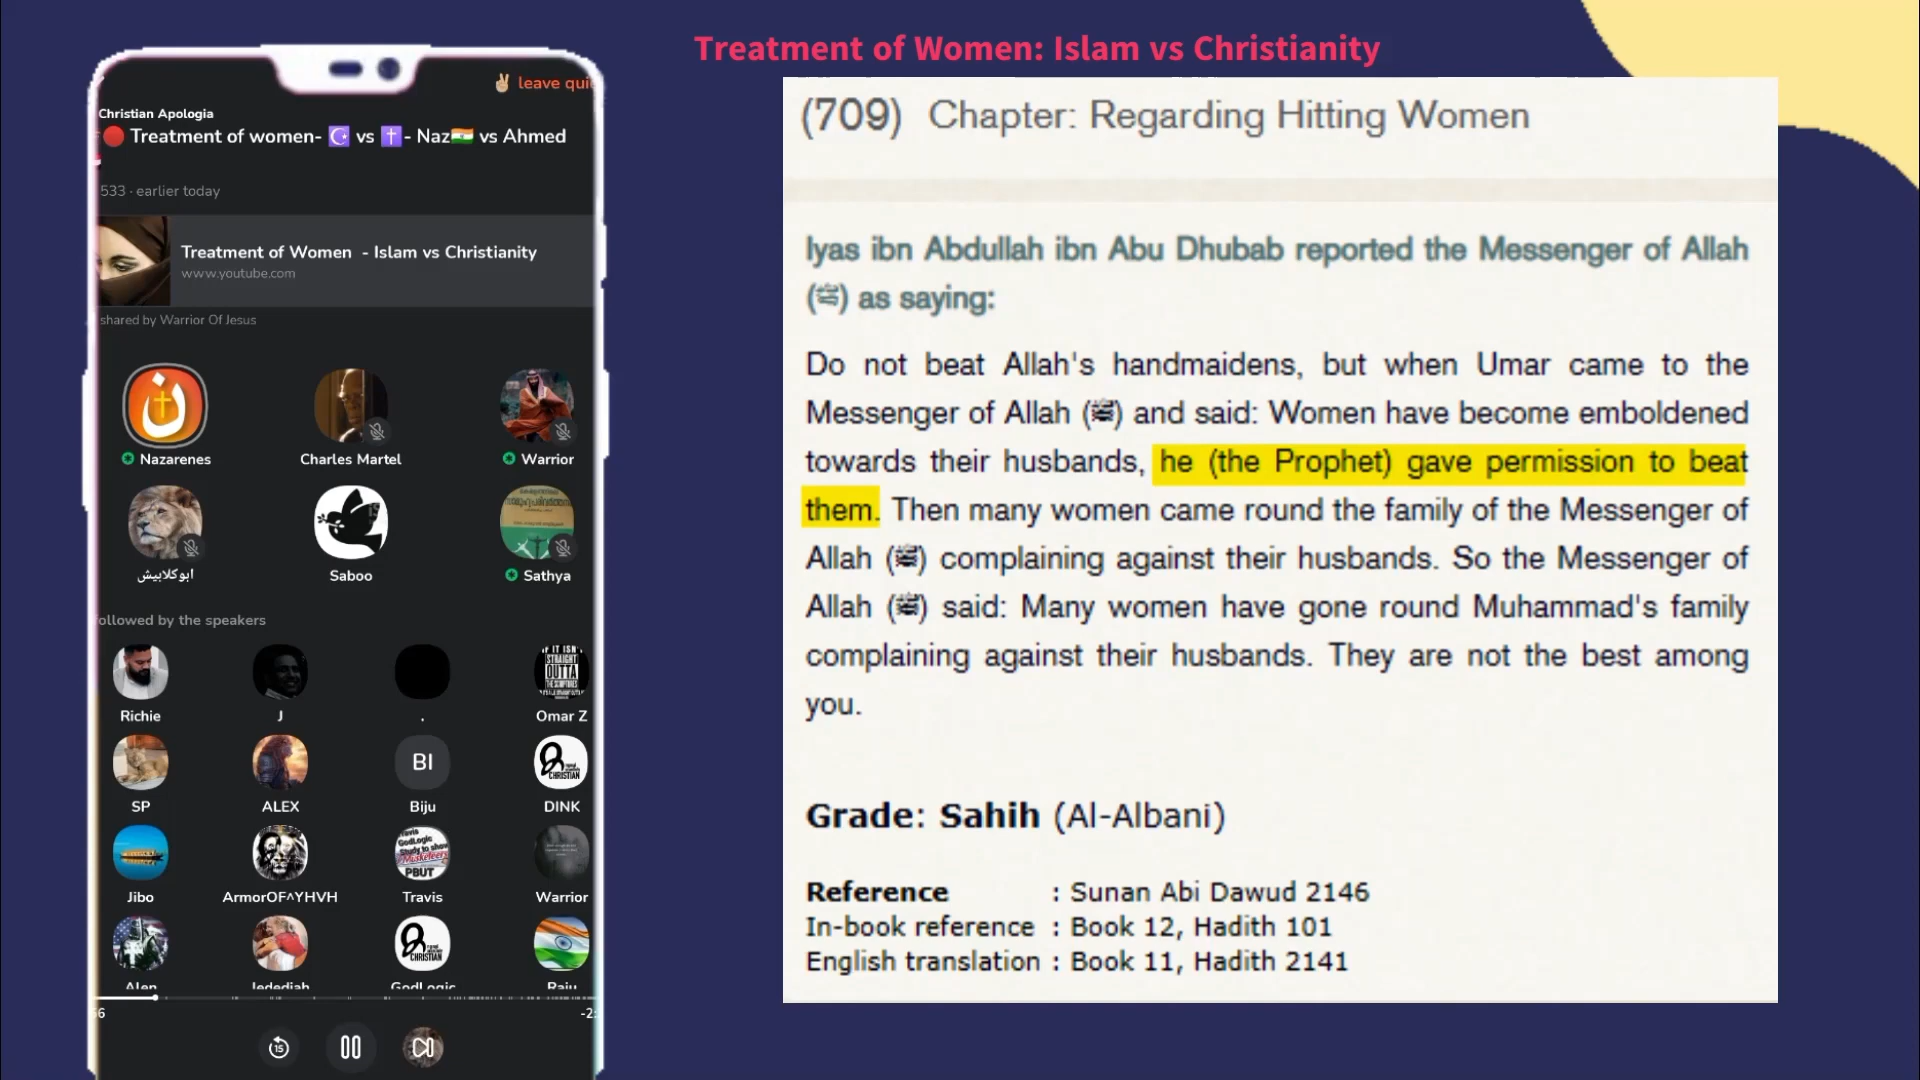 Treatment of Women: Islam vs Christianity
leave qui
Christian Apologia
Treatment of women- ☪ vs ✝- Naz🇮🇳 vs Ahmed
533 · earlier today
Treatment of Women - Islam vs Christianity
www.youtube.com
shared by Warrior Of Jesus
ن
Nazarenes
Charles Martel
Warrior
ابوكلابيش
Saboo
Sathya
ollowed by the speakers
Richie
J
.
Omar Z
SP
ALEX
BI
Biju
DINK
Jibo
ArmorOF^YHVH
Travis
Warrior
Alen
Jedediah
GodLogic
Raju
56
-2:
15
(709) Chapter: Regarding Hitting Women
Iyas ibn Abdullah ibn Abu Dhubab reported the Messenger of Allah
(ﷺ) as saying:
Do not beat Allah's handmaidens, but when Umar came to the
Messenger of Allah (ﷺ) and said: Women have become emboldened
towards their husbands, he (the Prophet) gave permission to beat
them. Then many women came round the family of the Messenger of
Allah (ﷺ) complaining against their husbands. So the Messenger of
Allah (ﷺ) said: Many women have gone round Muhammad's family
complaining against their husbands. They are not the best among
you.
Grade: Sahih (Al-Albani)
Reference : Sunan Abi Dawud 2146
In-book reference : Book 12, Hadith 101
English translation : Book 11, Hadith 2141